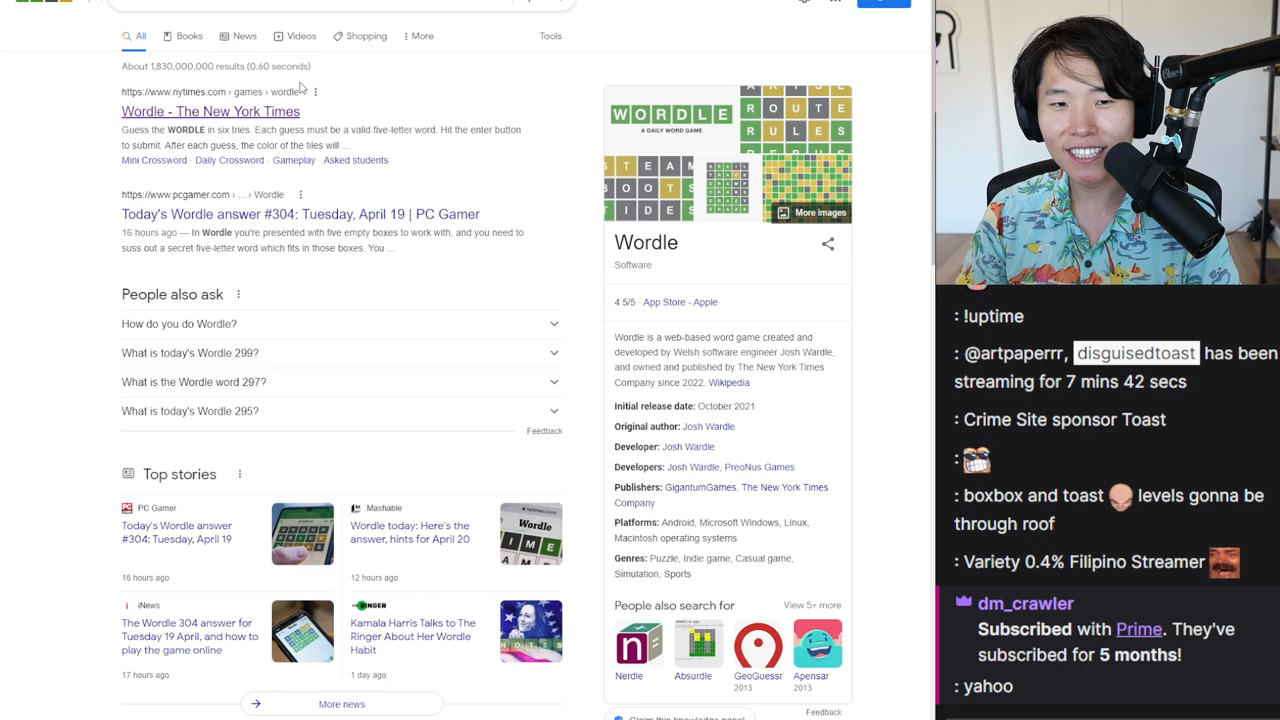 All
Books
News
Videos
Shopping
More
Tools
About 1,830,000,000 results (0.60 seconds)
https://www.nytimes.com › games › wordle
Wordle - The New York Times
Guess the WORDLE in six tries. Each guess must be a valid five-letter word. Hit the enter button
to submit. After each guess, the color of the tiles will ...
Mini Crossword · Daily Crossword · Gameplay · Asked students
https://www.pcgamer.com › ... › Wordle
Today's Wordle answer #304: Tuesday, April 19 | PC Gamer
16 hours ago — In Wordle you're presented with five empty boxes to work with, and you need to
suss out a secret five-letter word which fits in those boxes. You ...
People also ask
How do you do Wordle?
What is today's Wordle 299?
What is the Wordle word 297?
What is today's Wordle 295?
Feedback
Top stories
PC Gamer
Today's Wordle answer
#304: Tuesday, April 19
16 hours ago
Mashable
Wordle today: Here's the
answer, hints for April 20
12 hours ago
iNews
The Wordle 304 answer for
Tuesday 19 April, and how to
play the game online
17 hours ago
THE RINGER
Kamala Harris Talks to The
Ringer About Her Wordle
Habit
1 day ago
More news
WORDLE
A DAILY WORD GAME
ROUTE
RULES
STEAM
BOOTS
TIDES
More images
Wordle
Software
4.5/5 · App Store - Apple
Wordle is a web-based word game created and
developed by Welsh software engineer Josh Wardle,
and owned and published by The New York Times
Company since 2022. Wikipedia
Initial release date: October 2021
Original author: Josh Wardle
Developer: Josh Wardle
Developers: Josh Wardle, PreoNus Games
Publishers: GigantumGames, The New York Times
Company
Platforms: Android, Microsoft Windows, Linux,
Macintosh operating systems
Genres: Puzzle, Indie game, Casual game,
Simulation, Sports
People also search for
View 5+ more
Nerdle
Absurdle
GeoGuessr
2013
Apensar
2013
Feedback
Claim this knowledge panel
Blue
: !uptime
: @artpaperrr, disguisedtoast has been
streaming for 7 mins 42 secs
: Crime Site sponsor Toast
:
: boxbox and toast levels gonna be
through roof
: Variety 0.4% Filipino Streamer
dm_crawler
Subscribed with Prime. They've
subscribed for 5 months!
: yahoo